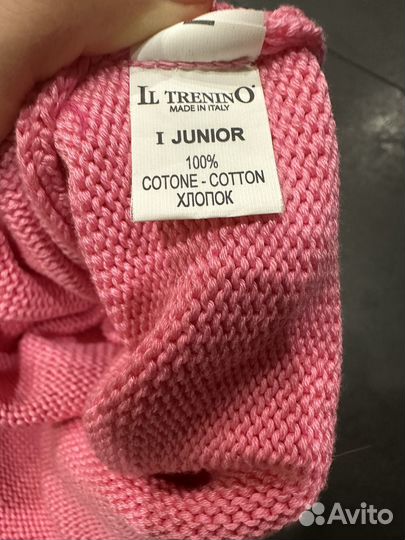 IL TRENINO®
MADE IN ITALY
I JUNIOR
100%
COTONE - COTTON
ХЛОПОК
Avito